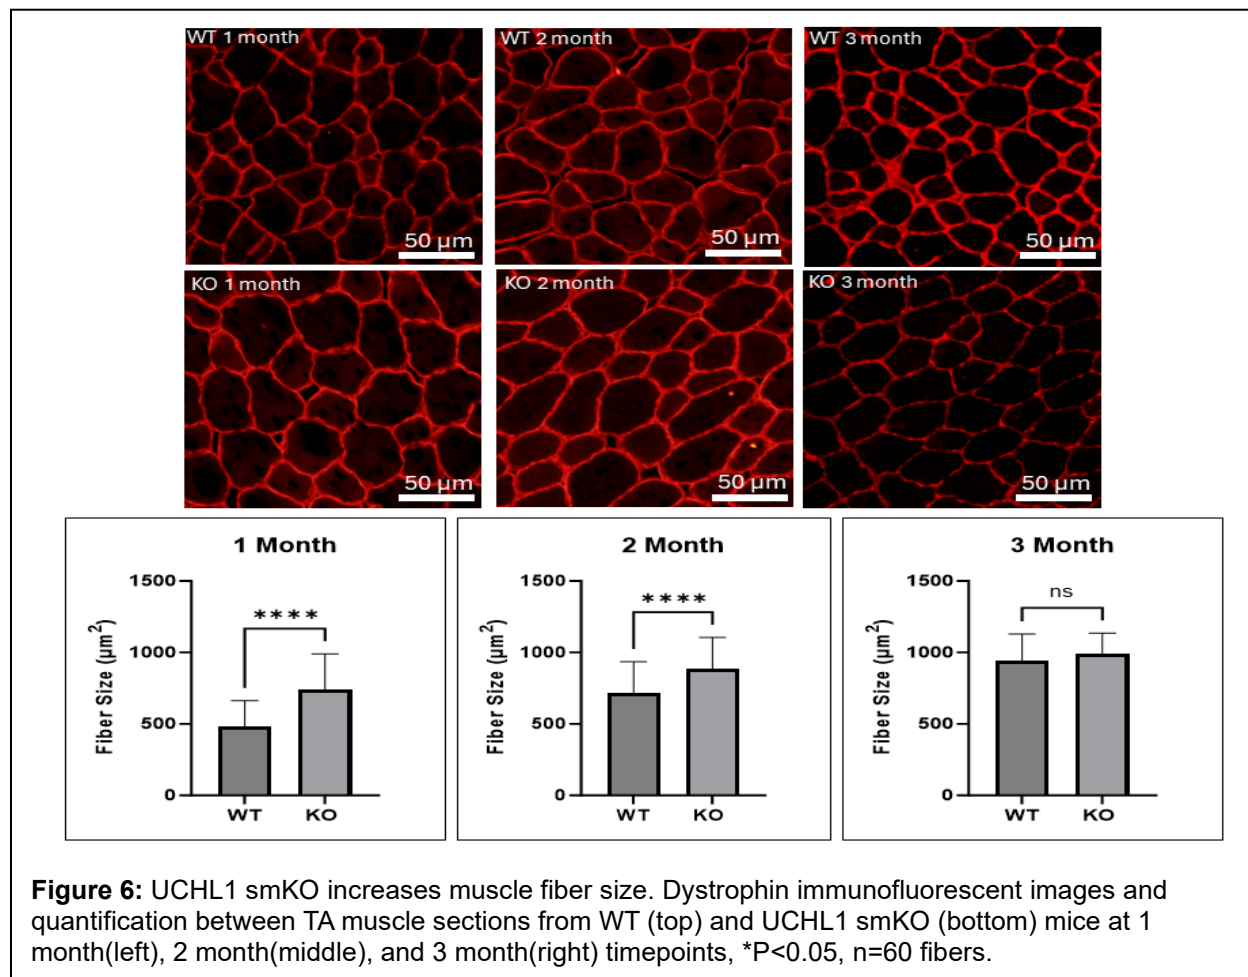 WT 1 month
WT 2 month
WT 3 month
50 µm
50 µm
50 µm
KO 1 month
KO 2 month
KO 3 month
50 µm
50 µm
50 µm
1 Month
Fiber Size (µm²)
1500
1000
500
0
****
WT
KO
2 Month
Fiber Size (µm²)
1500
1000
500
0
****
WT
KO
3 Month
Fiber Size (µm²)
1500
1000
500
0
ns
WT
KO
Figure 6: UCHL1 smKO increases muscle fiber size. Dystrophin immunofluorescent images and
quantification between TA muscle sections from WT (top) and UCHL1 smKO (bottom) mice at 1
month(left), 2 month(middle), and 3 month(right) timepoints, *P<0.05, n=60 fibers.